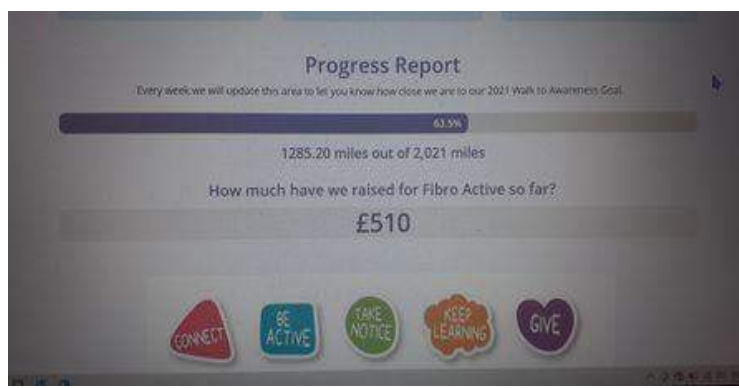 Progress Report
Every week we will update this area to let you know how close we are to our 2021 Walk to Awareness Goal.
63.5%
1285.20 miles out of 2,021 miles
How much have we raised for Fibro Active so far?
£510
CONNECT
BE
ACTIVE
TAKE
NOTICE
KEEP
LEARNING
GIVE